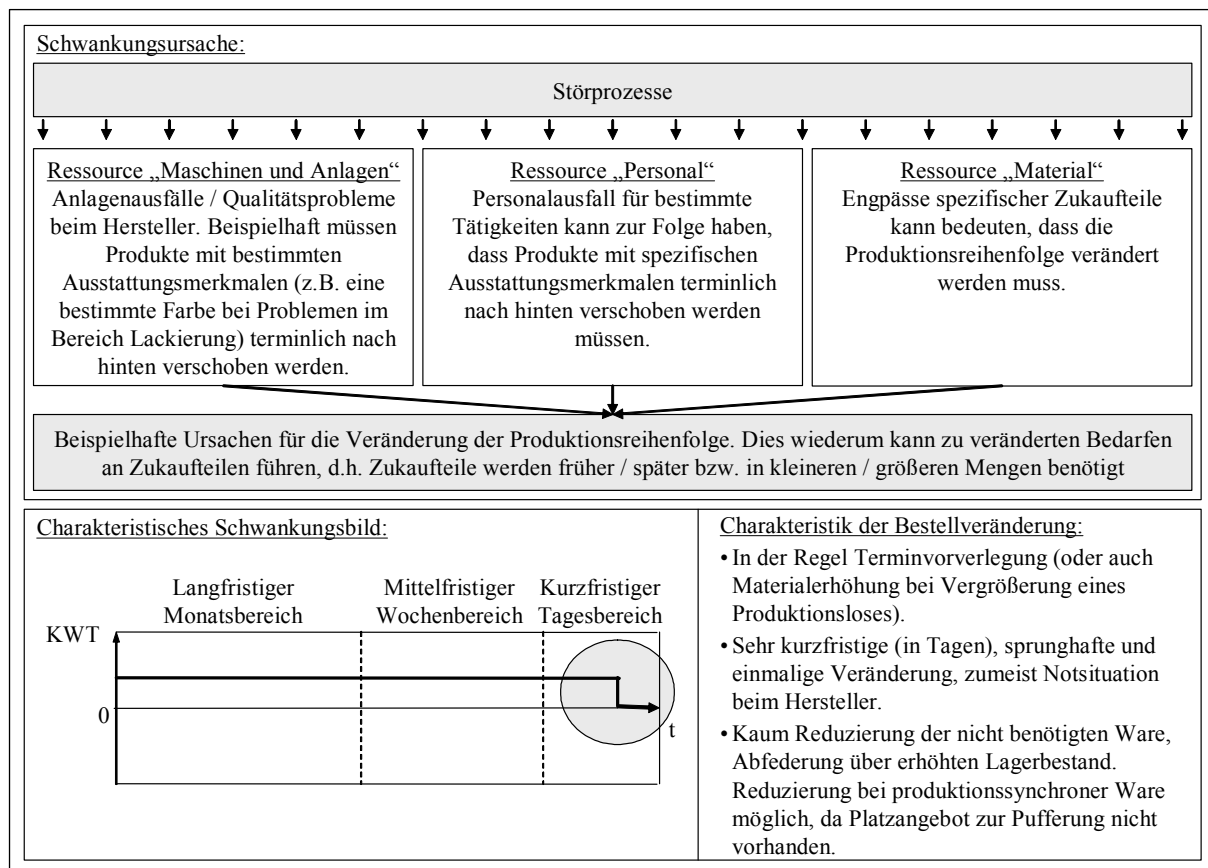 Schwankungsursache:
Störprozesse
Ressource „Maschinen und Anlagen“
Anlagenausfälle / Qualitätsprobleme
beim Hersteller. Beispielhaft müssen
Produkte mit bestimmten
Ausstattungsmerkmalen (z.B. eine
bestimmte Farbe bei Problemen im
Bereich Lackierung) terminlich nach
hinten verschoben werden.
Ressource „Personal“
Personalausfall für bestimmte
Tätigkeiten kann zur Folge haben,
dass Produkte mit spezifischen
Ausstattungsmerkmalen terminlich
nach hinten verschoben werden
müssen.
Ressource „Material“
Engpässe spezifischer Zukaufteile
kann bedeuten, dass die
Produktionsreihenfolge verändert
werden muss.
Beispielhafte Ursachen für die Veränderung der Produktionsreihenfolge. Dies wiederum kann zu veränderten Bedarfen
an Zukaufteilen führen, d.h. Zukaufteile werden früher / später bzw. in kleineren / größeren Mengen benötigt
Charakteristisches Schwankungsbild:
Langfristiger
Monatsbereich
Mittelfristiger
Wochenbereich
Kurzfristiger
Tagesbereich
KWT
0
t
Charakteristik der Bestellveränderung:
• In der Regel Terminvorverlegung (oder auch
Materialerhöhung bei Vergrößerung eines
Produktionsloses).
• Sehr kurzfristige (in Tagen), sprunghafte und
einmalige Veränderung, zumeist Notsituation
beim Hersteller.
• Kaum Reduzierung der nicht benötigten Ware,
Abfederung über erhöhten Lagerbestand.
Reduzierung bei produktionssynchroner Ware
möglich, da Platzangebot zur Pufferung nicht
vorhanden.